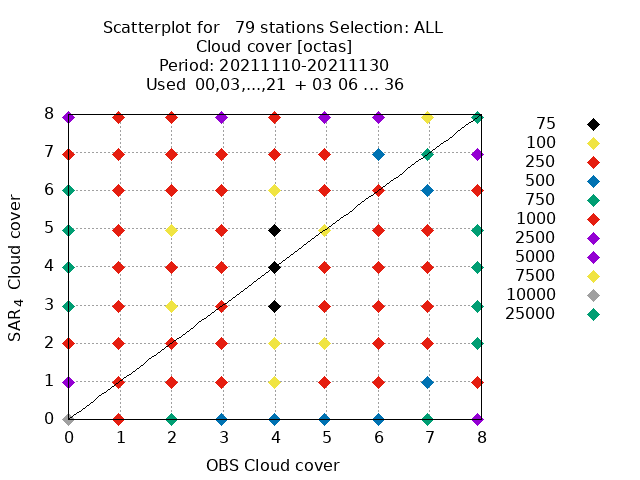 Scatterplot for   79 stations Selection: ALL
Cloud cover [octas]
Period: 20211110-20211130
Used  00,03,...,21  + 03 06 ... 36
8
7
6
5
4
3
2
1
0
SAR4  Cloud cover
0 1 2 3 4 5 6 7 8
OBS Cloud cover
75
100
250
500
750
1000
2500
5000
7500
10000
25000